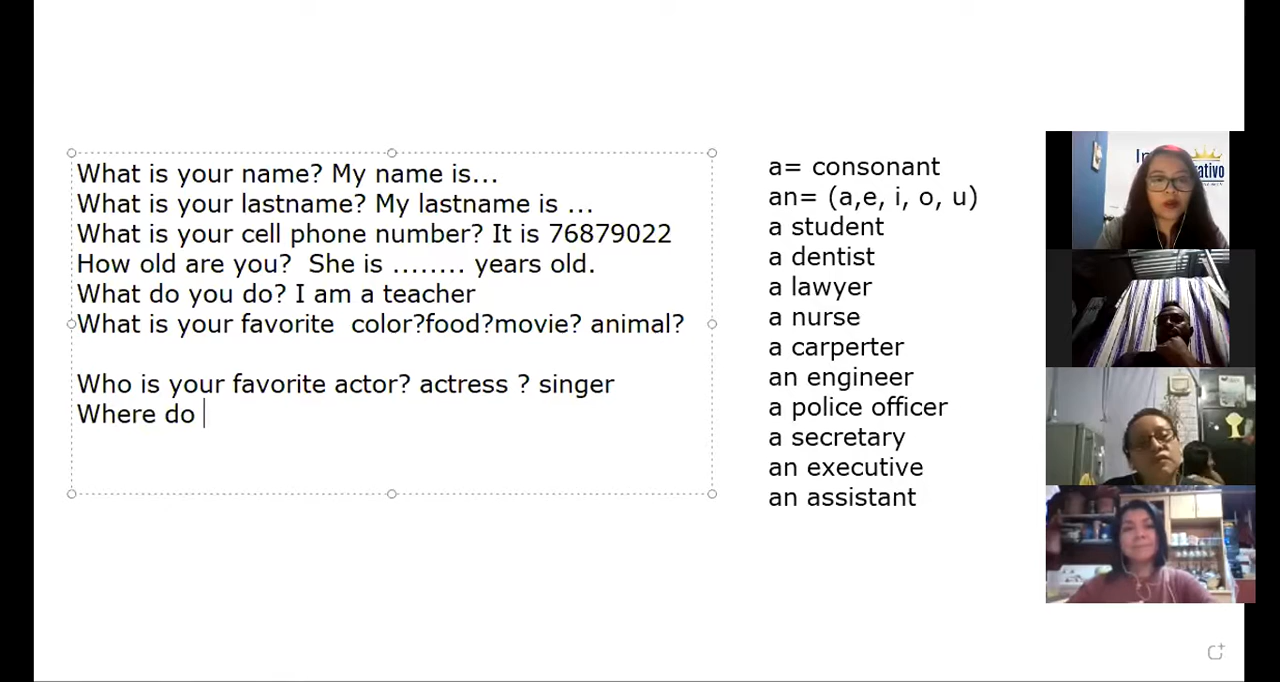 What is your name? My name is...
What is your lastname? My lastname is ...
What is your cell phone number? It is 76879022
How old are you?  She is ........ years old.
What do you do? I am a teacher
What is your favorite  color?food?movie? animal?
Who is your favorite actor? actress ? singer
Where do
a= consonant
an= (a,e, i, o, u)
a student
a dentist
a lawyer
a nurse
a carperter
an engineer
a police officer
a secretary
an executive
an assistant